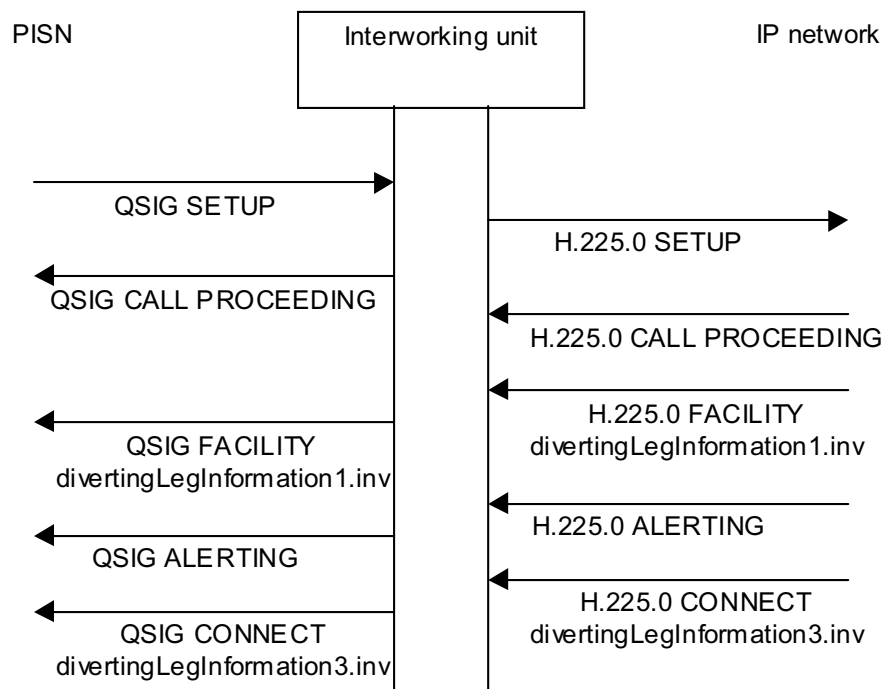 PISN
Interworking unit
IP network
QSIG SETUP
H.225.0 SETUP
QSIG CALL PROCEEDING
H.225.0 CALL PROCEEDING
H.225.0 FACILITY
divertingLegInformation1.inv
QSIG FACILITY
divertingLegInformation1.inv
H.225.0 ALERTING
QSIG ALERTING
H.225.0 CONNECT
divertingLegInformation3.inv
QSIG CONNECT
divertingLegInformation3.inv